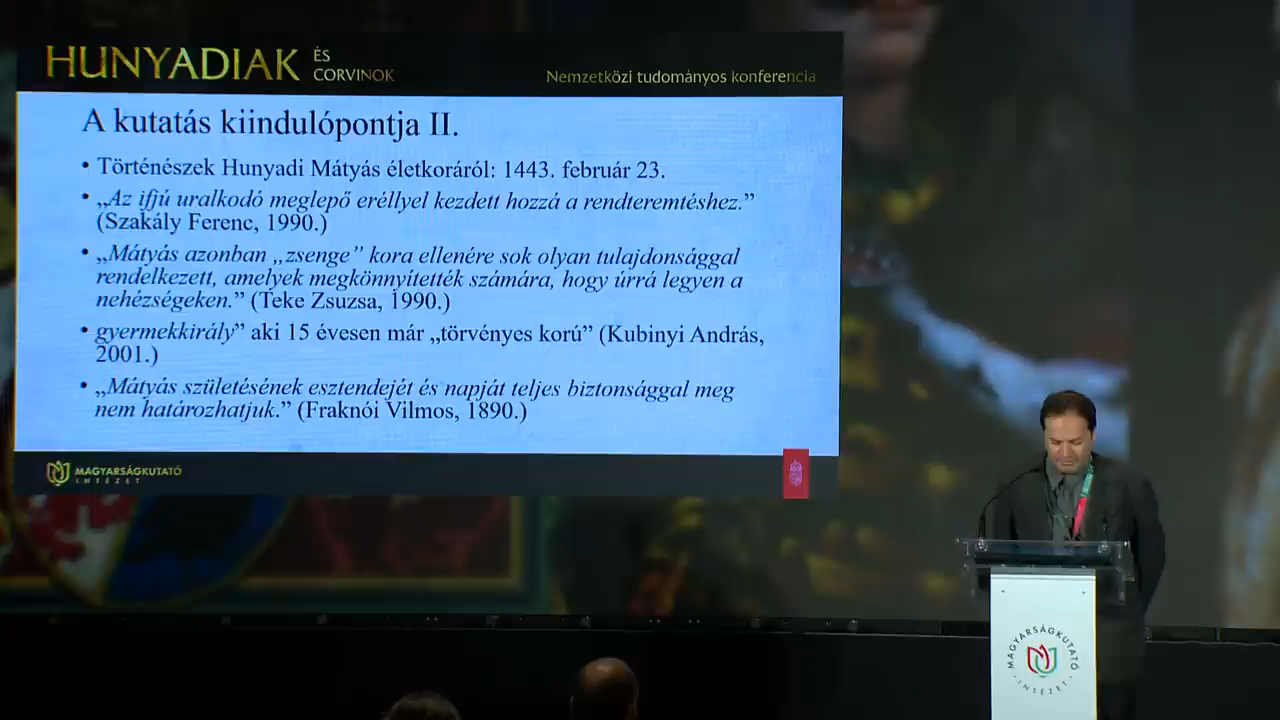 HUNYADIAK ÉS CORVINOK
Nemzetközi tudományos konferencia
A kutatás kiindulópontja II.
• Történészek Hunyadi Mátyás életkoráról: 1443. február 23.
• „Az ifjú uralkodó meglepő eréllyel kezdett hozzá a rendteremtéshez.”
(Szakály Ferenc, 1990.)
• „Mátyás azonban „zsenge” kora ellenére sok olyan tulajdonsággal
rendelkezett, amelyek megkönnyítették számára, hogy úrrá legyen a
nehézségeken.” (Teke Zsuzsa, 1990.)
• gyermekkirály” aki 15 évesen már „törvényes korú” (Kubinyi András,
2001.)
• „Mátyás születésének esztendejét és napját teljes biztonsággal meg
nem határozhatjuk.” (Fraknói Vilmos, 1890.)
MAGYARSÁGKUTATÓ
INTÉZET
MAGYARSÁGKUTATÓ
INTÉZET